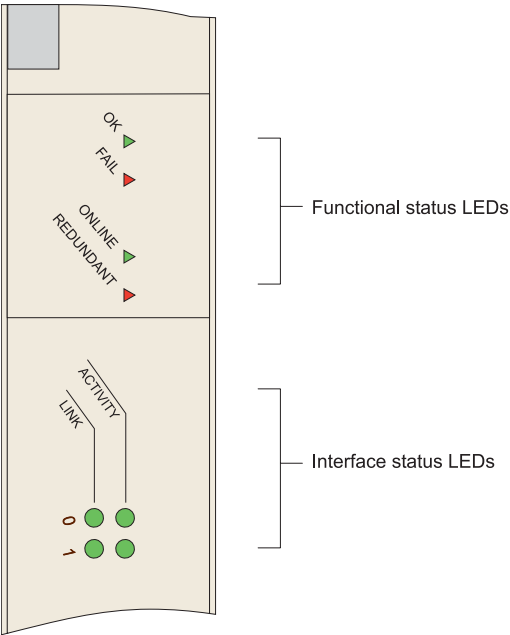 OK
FAIL
ONLINE
REDUNDANT
Functional status LEDs
ACTIVITY
LINK
Interface status LEDs
0
1